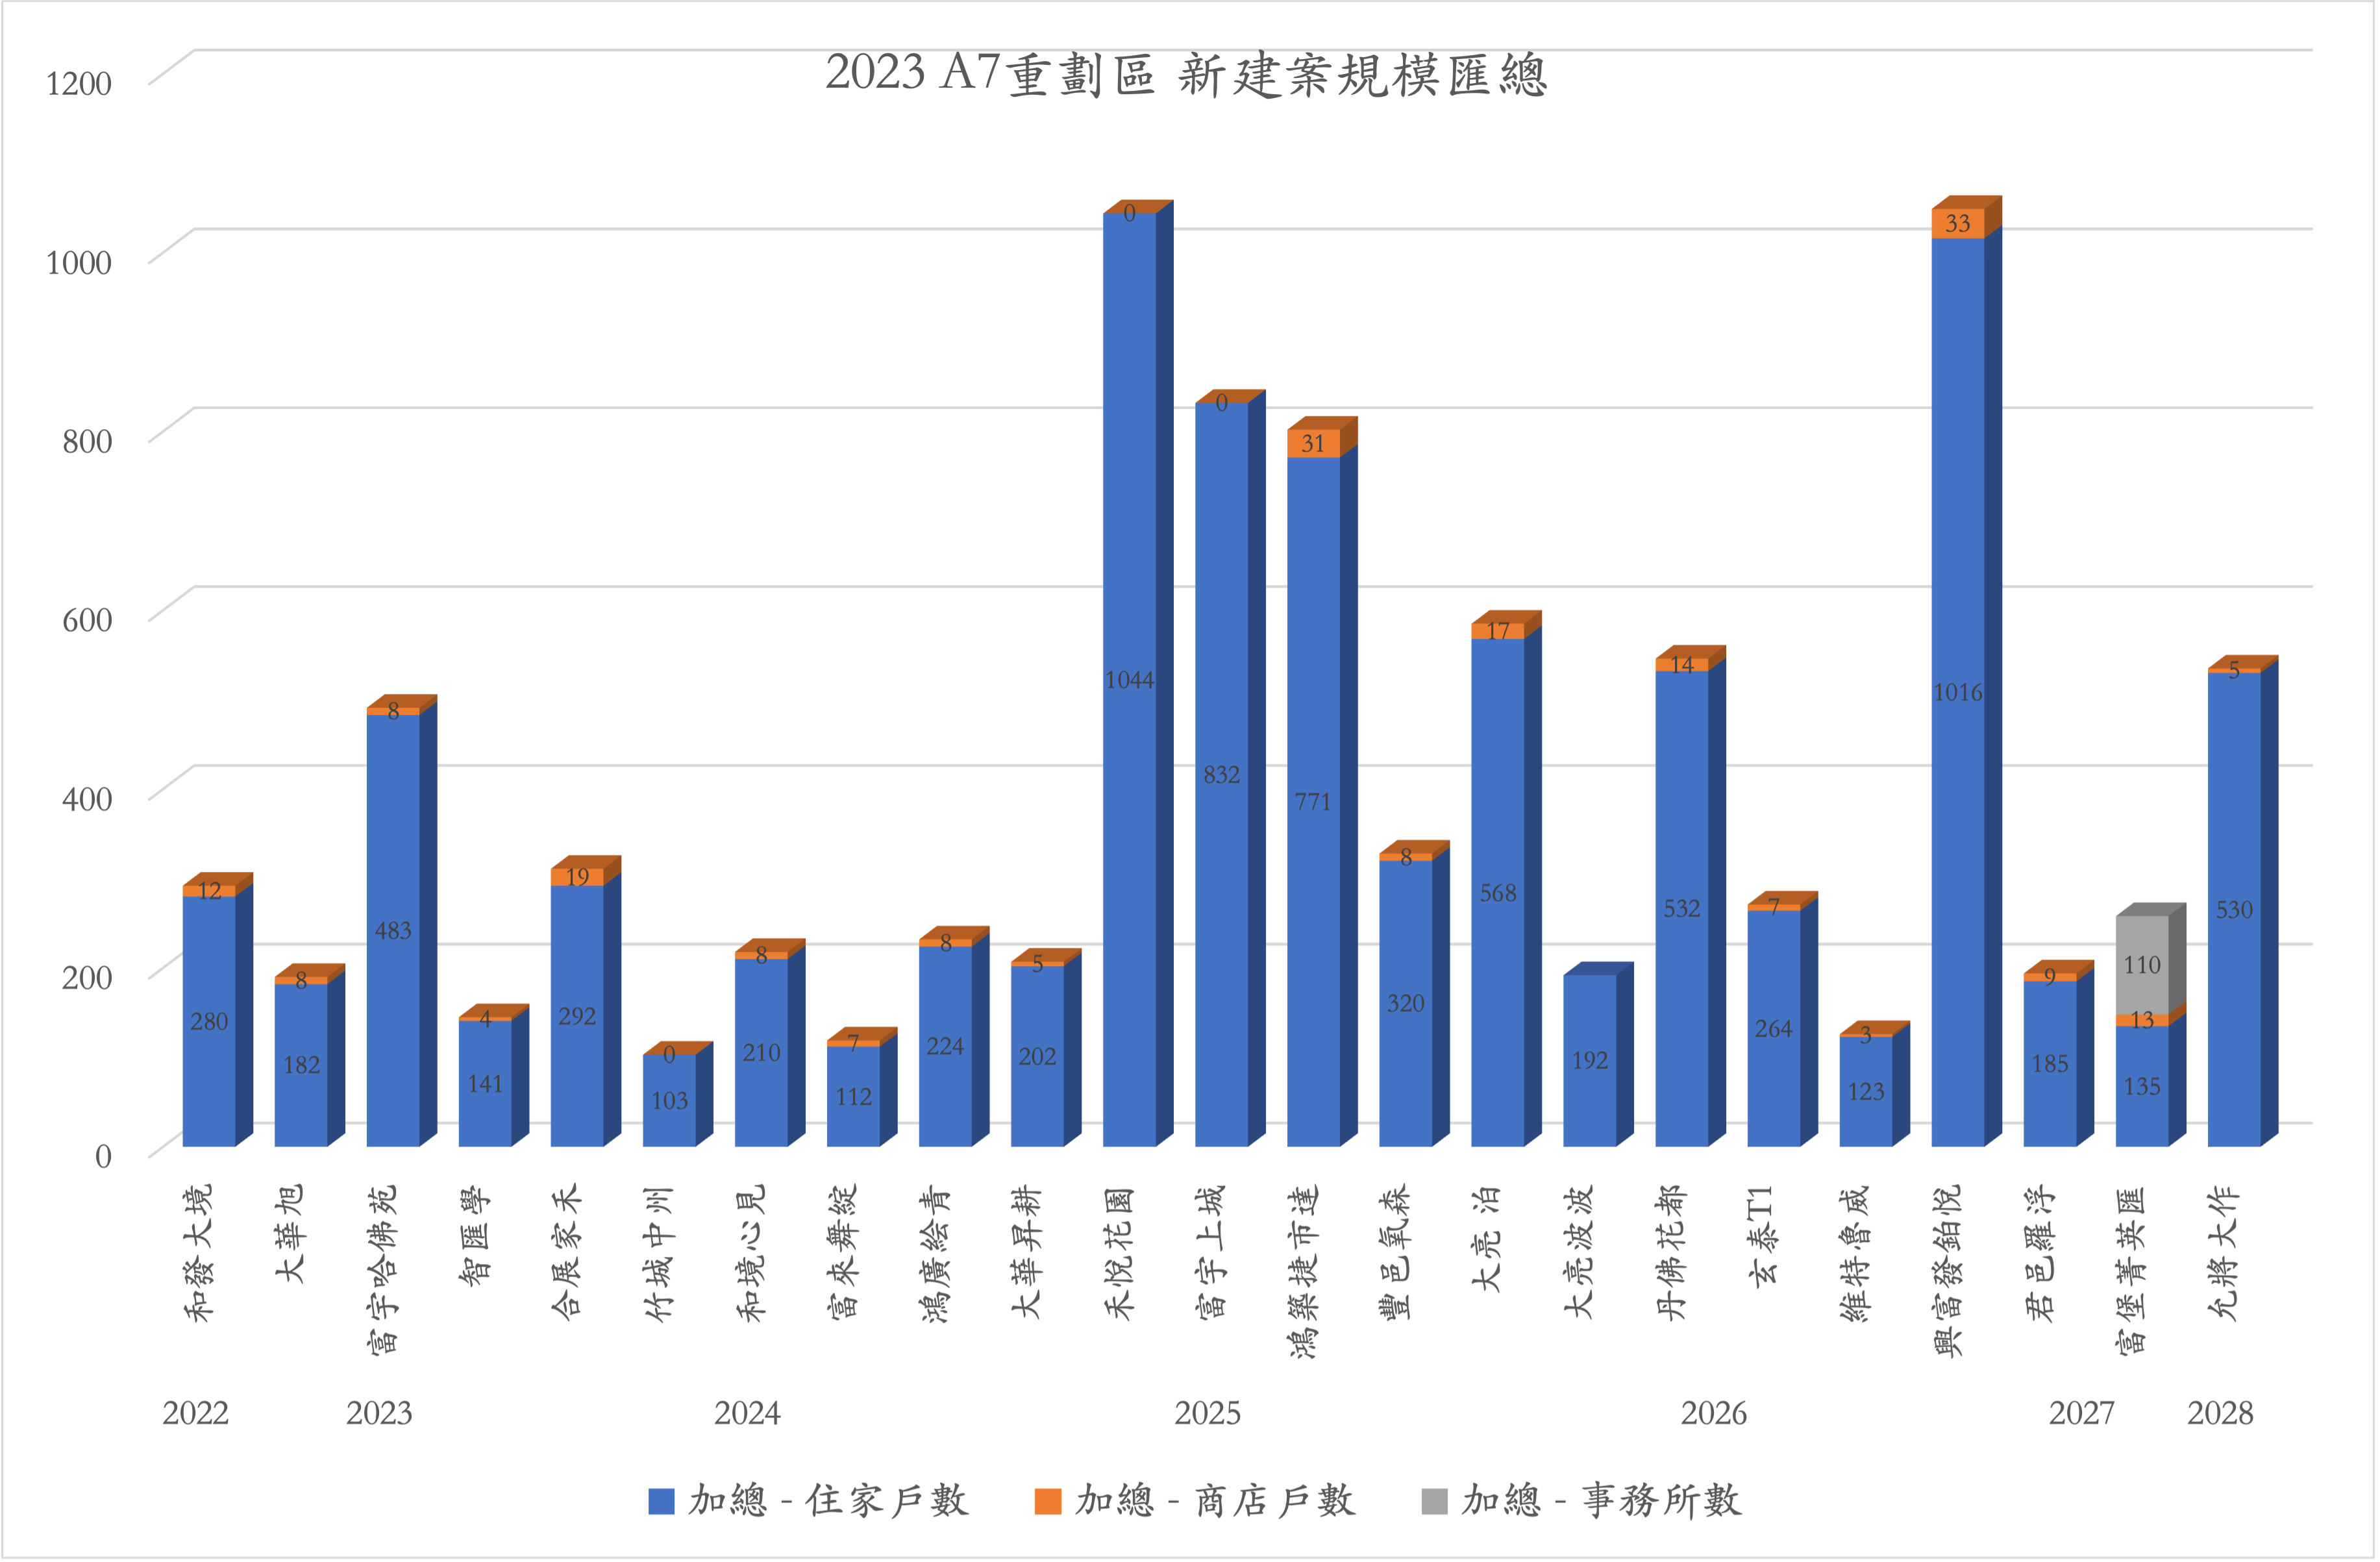 2023 A7重劃區 新建案規模匯總
1200
1000
800
600
400
200
0
12
8
8
4
19
0
8
7
8
5
0
0
31
8
17
14
7
3
33
9
110
13
5
280
182
483
141
292
103
210
112
224
202
1044
832
771
320
568
192
532
264
123
1016
185
135
530
和發大境
大華旭
富宇哈佛苑
智匯學
合展家禾
竹城中州
和境心見
富來舞綻
鴻廣絵青
大華昇耕
禾悅花園
富宇上城
鴻築捷市達
豐邑氧森
大亮 泊
大亮波波
丹佛花都
玄泰T1
維特魯威
興富發鉑悅
君邑羅浮
富堡菁英匯
允將大作
2022 2023 2024 2025 2026 2027 2028
加總 - 住家戶數 加總 - 商店戶數 加總 - 事務所數